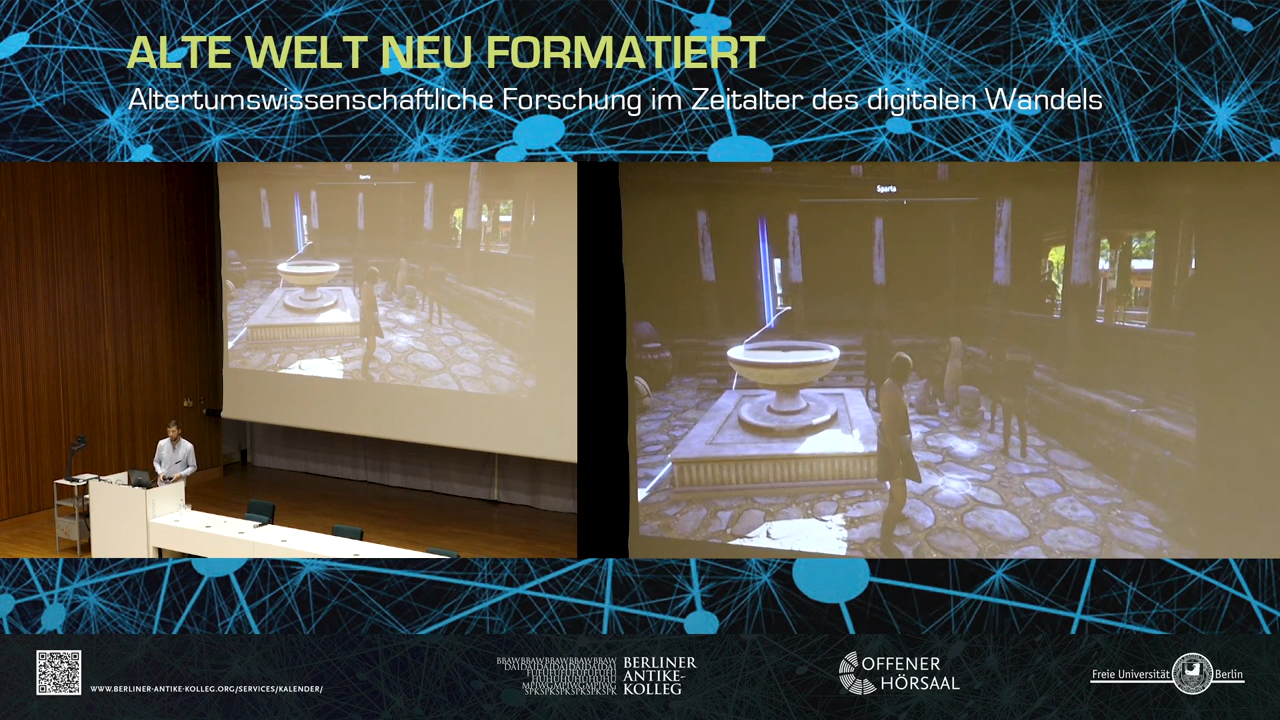 ALTE WELT NEU FORMATIERT
Altertumswissenschaftliche Forschung im Zeitalter des digitalen Wandels
Sparta
Sparta
WWW.BERLINER-ANTIKE-KOLLEG.ORG/SERVICES/KALENDER/
BERLINER
ANTIKE-
KOLLEG
OFFENER
HÖRSAAL
Freie Universität Berlin